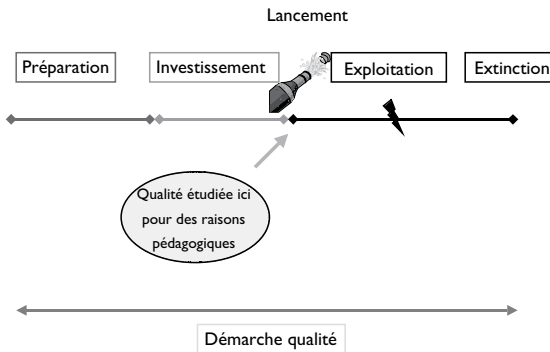 Lancement
Préparation
Investissement
Exploitation
Extinction
Qualité étudiée ici
pour des raisons
pédagogiques
Démarche qualité